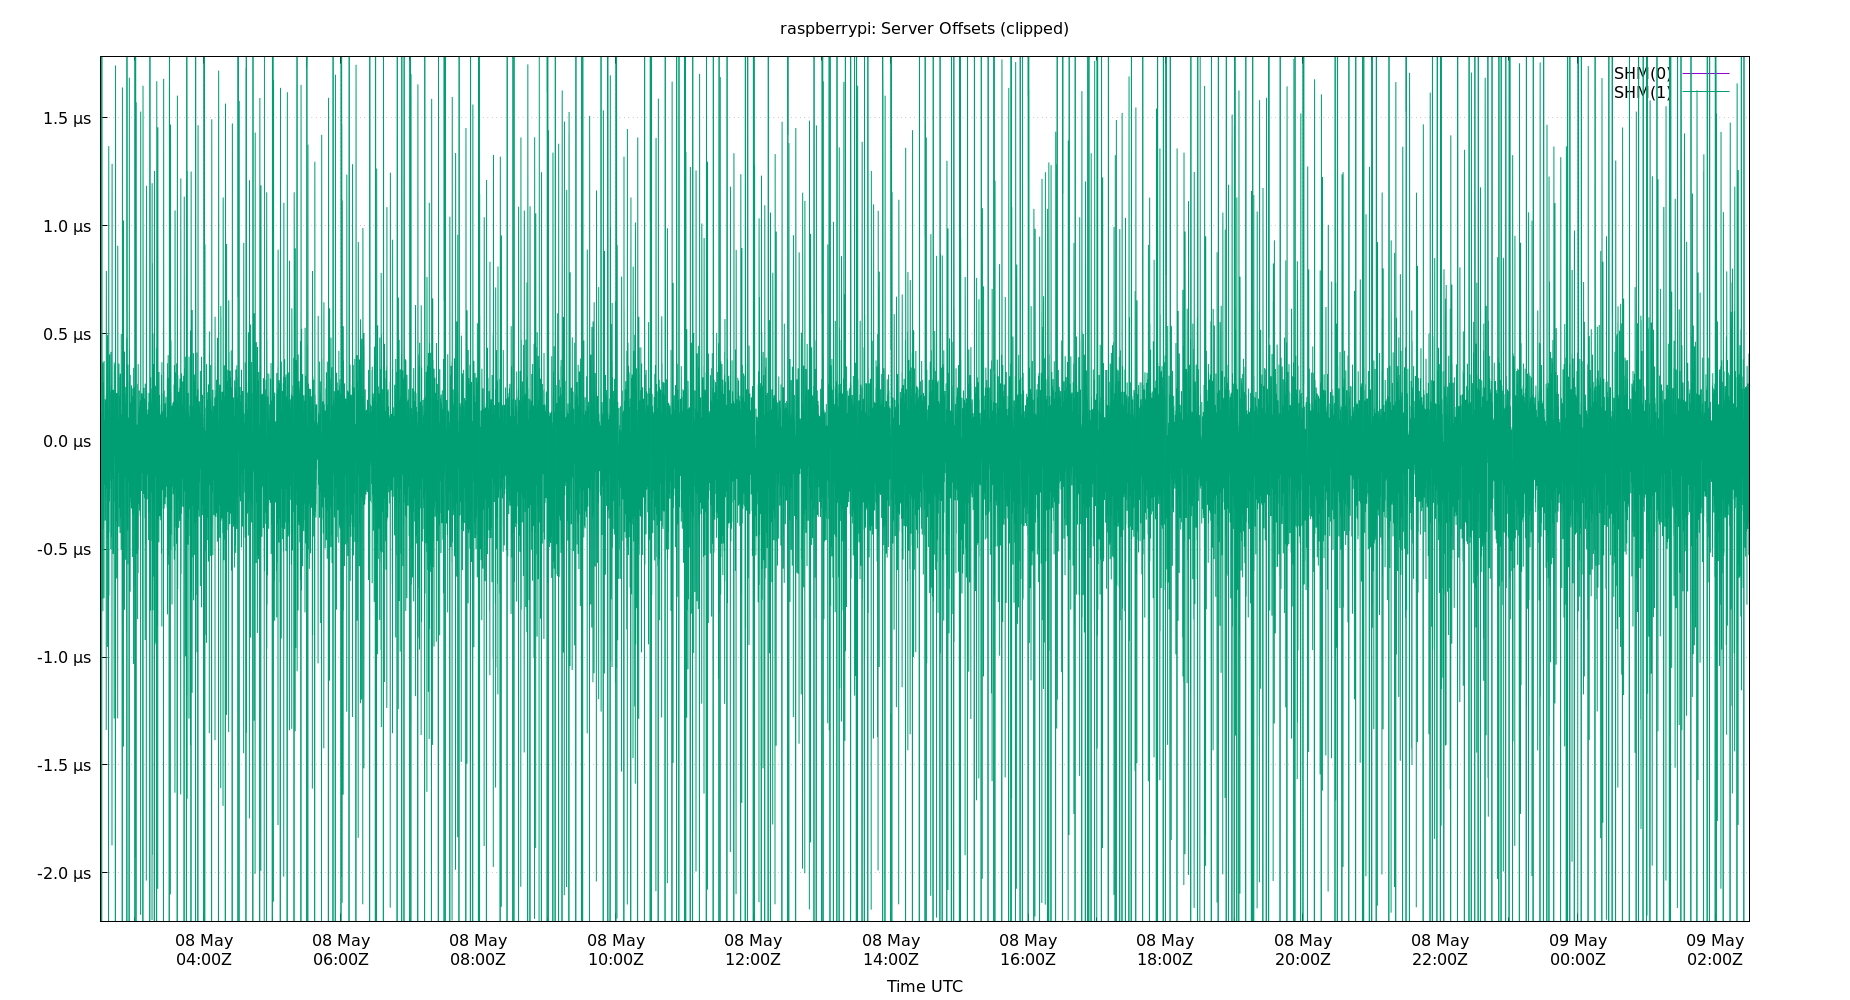 raspberrypi: Server Offsets (clipped)
SHM(0)
SHM(1)
1.5 µs
1.0 µs
0.5 µs
0.0 µs
-0.5 µs
-1.0 µs
-1.5 µs
-2.0 µs
08 May 08 May 08 May 08 May 08 May 08 May 08 May 08 May 08 May 08 May 09 May 09 May
04:00Z 06:00Z 08:00Z 10:00Z 12:00Z 14:00Z 16:00Z 18:00Z 20:00Z 22:00Z 00:00Z 02:00Z
Time UTC